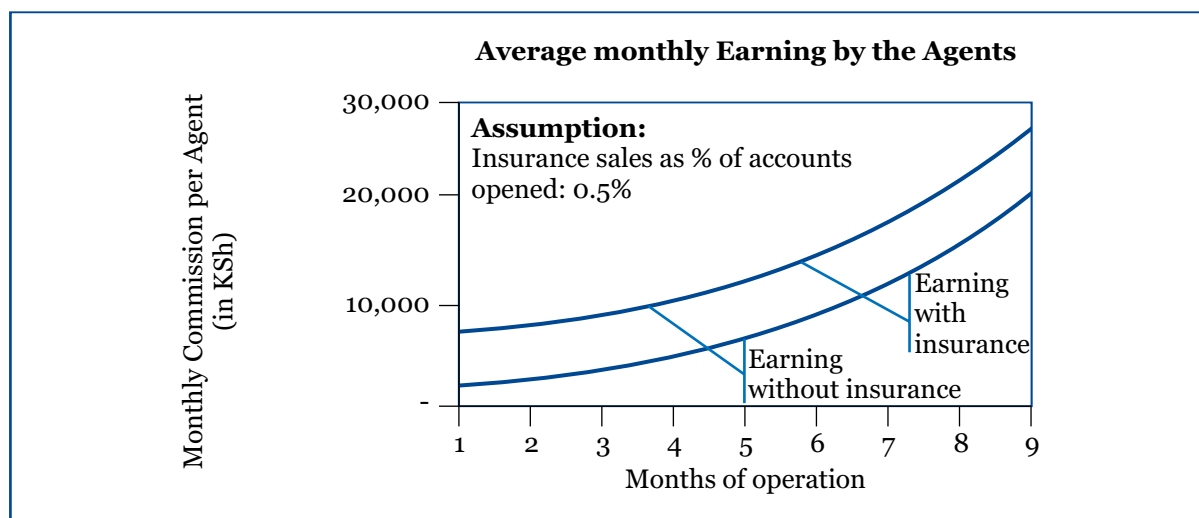 Average monthly Earning by the Agents
Monthly Commission per Agent
(in KSh)
30,000
20,000
10,000
-
Assumption:
Insurance sales as % of accounts
opened: 0.5%
Earning
with
insurance
Earning
without insurance
1 2 3 4 5 6 7 8 9
Months of operation